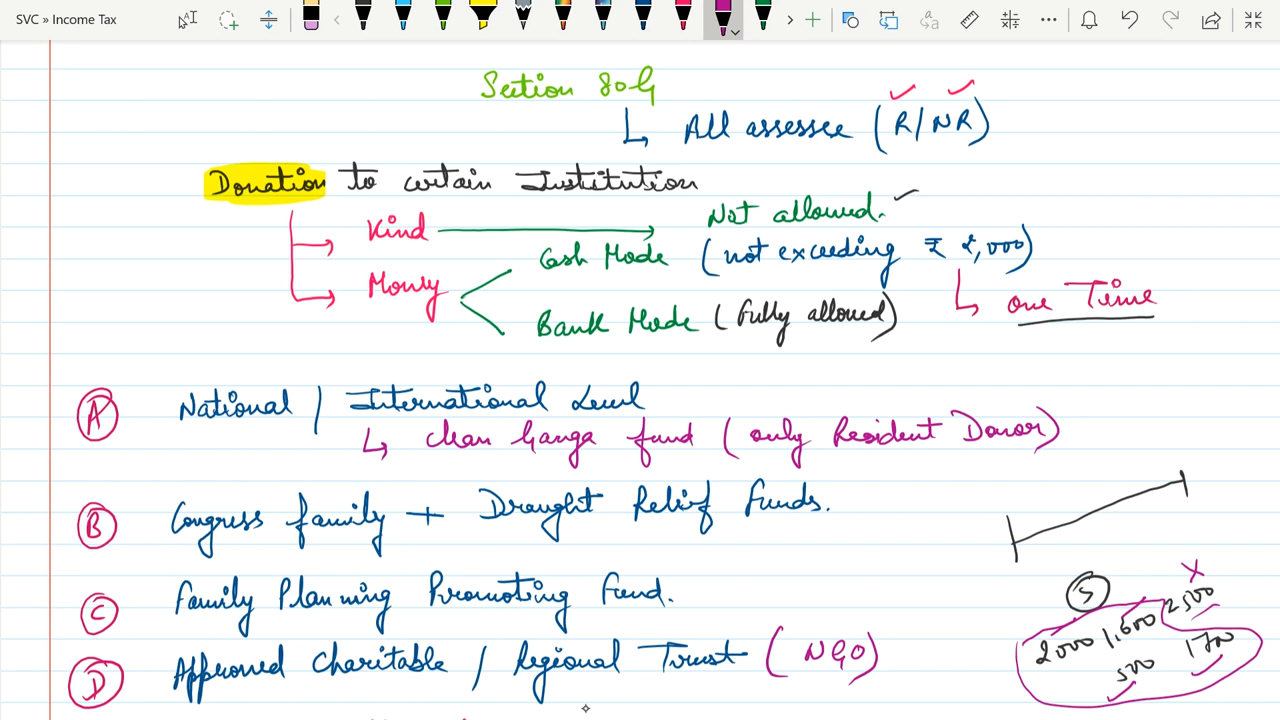 SVC » Income Tax
Section 80G
All assessee (R/NR)
Donation to certain Institution
Kind Not allowed.
Cash Mode (not exceeding ₹ 2,000)
Money one Time
Bank Mode (fully allowed)
A National / International Level
clean Ganga fund (only Resident Donor)
B Congress family + Drought Relief Funds.
C Family Planning Promoting Fund.
D Approved Charitable / Regional Trust (NGO)
5 X
2000 1,600 2500
500 1700